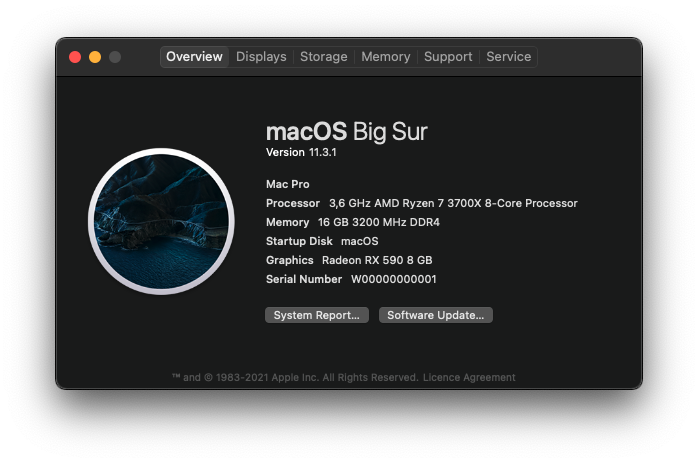 Overview Displays Storage Memory Support Service
macOS Big Sur
Version 11.3.1
Mac Pro
Processor 3,6 GHz AMD Ryzen 7 3700X 8-Core Processor
Memory 16 GB 3200 MHz DDR4
Startup Disk macOS
Graphics Radeon RX 590 8 GB
Serial Number W00000000001
System Report... Software Update...
™ and © 1983-2021 Apple Inc. All Rights Reserved. Licence Agreement